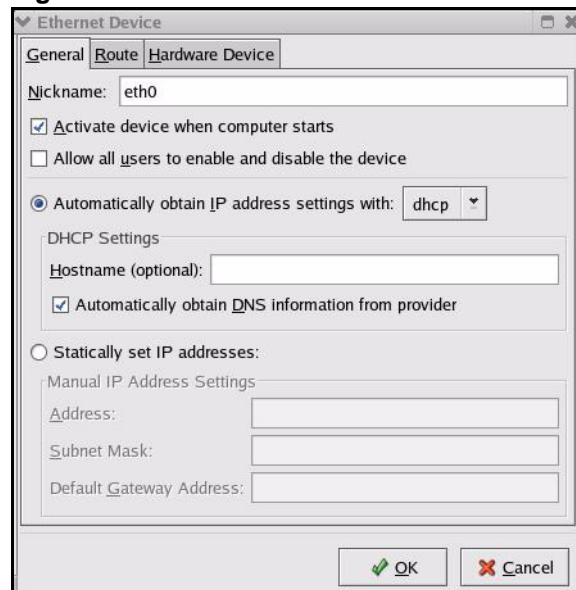 Ethernet Device
General Route Hardware Device
Nickname: eth0
Activate device when computer starts
Allow all users to enable and disable the device
Automatically obtain IP address settings with: dhcp
DHCP Settings
Hostname (optional):
Automatically obtain DNS information from provider
Statically set IP addresses:
Manual IP Address Settings
Address:
Subnet Mask:
Default Gateway Address:
OK Cancel